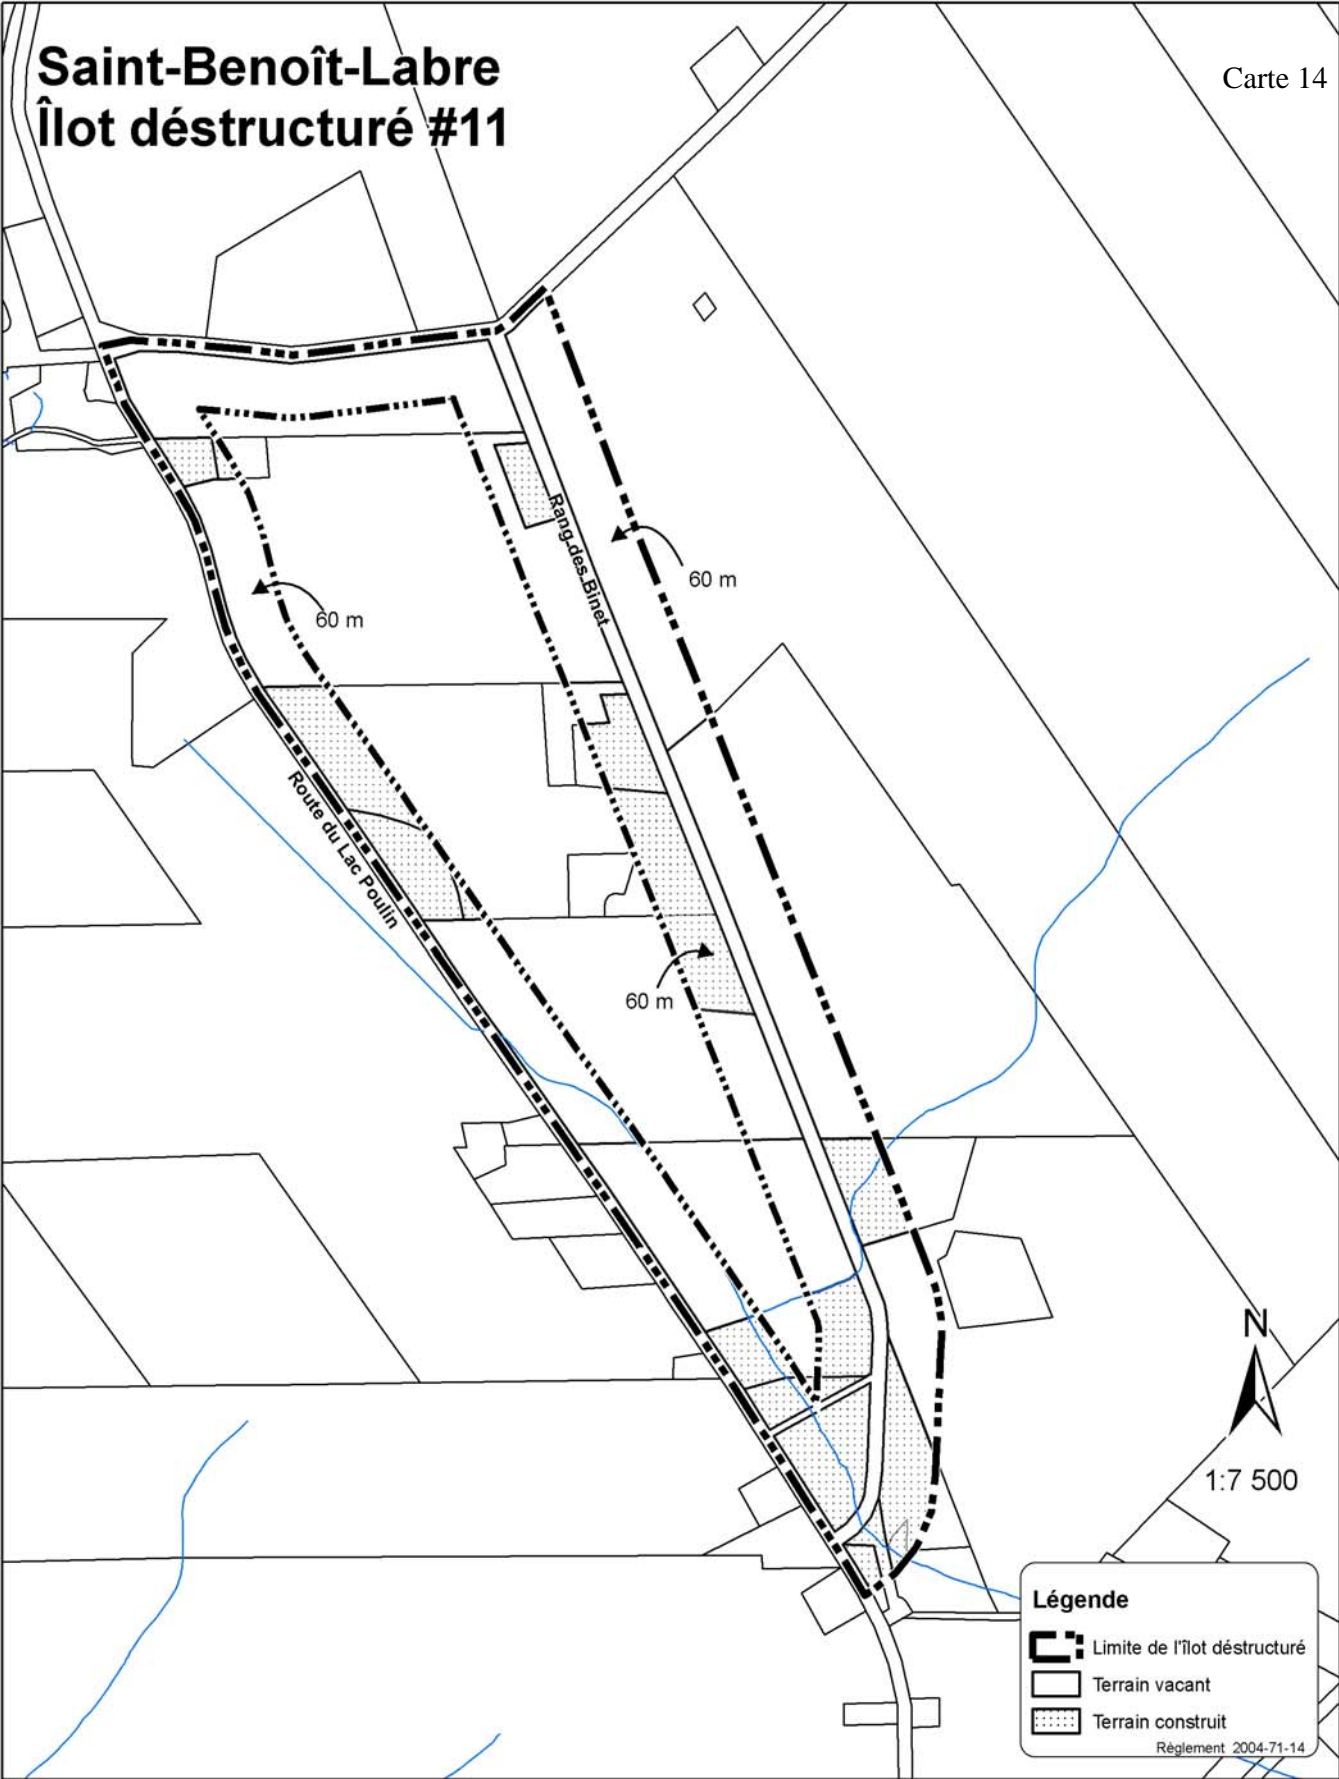 Saint-Benoît-Labre
Îlot déstructuré #11
Carte 14
Rang des Binet
60 m
60 m
Route du Lac Poulin
60 m
N
1:7 500
Légende
Limite de l'îlot déstructuré
Terrain vacant
Terrain construit
Règlement 2004-71-14